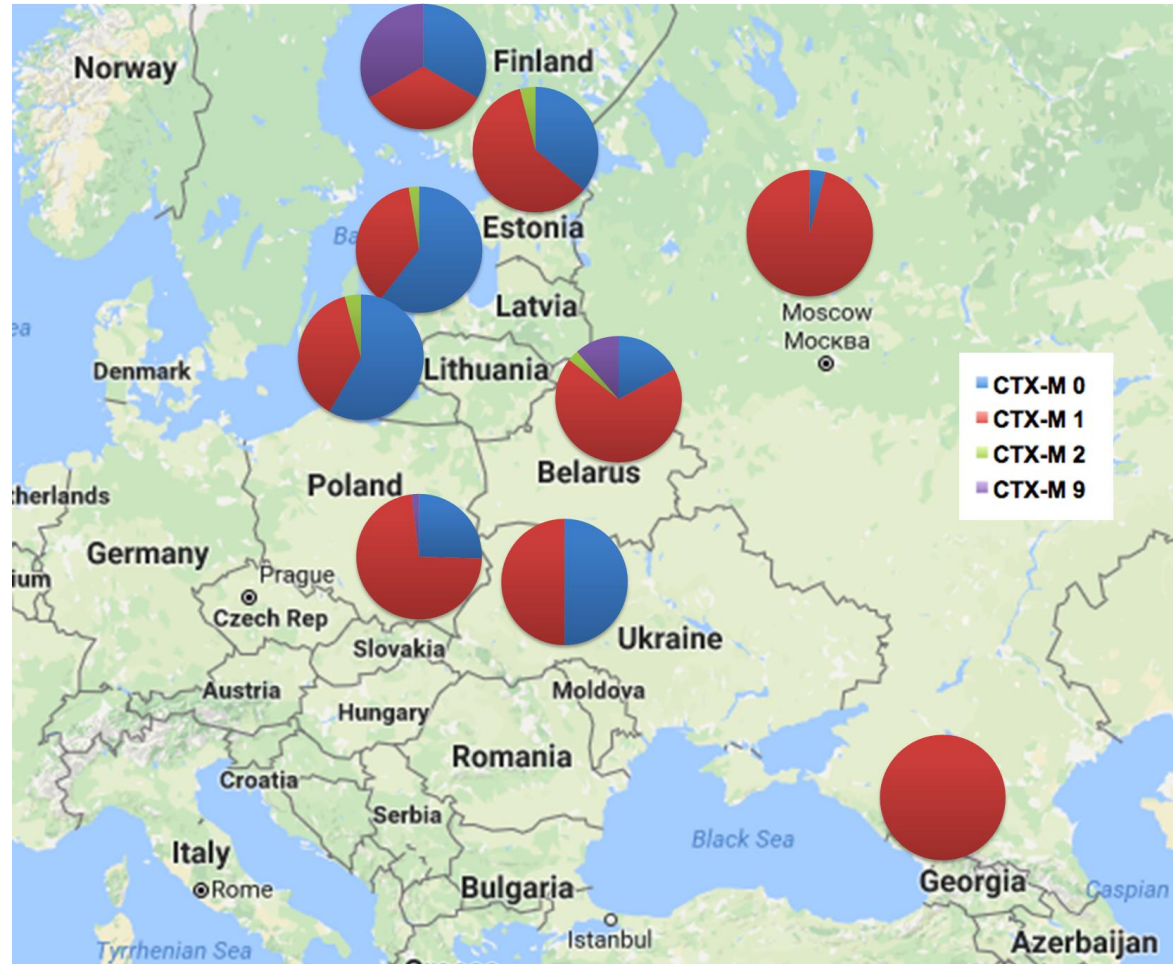 Norway
Finland
Estonia
Ba
Latvia
Moscow
Москва
ea
Denmark
Lithuania
CTX-M 0
CTX-M 1
CTX-M 2
CTX-M 9
Belarus
Poland
therlands
Germany
ium
Prague
Czech Rep
Ukraine
Slovakia
Austria
Moldova
Hungary
Romania
Croatia
Serbia
Black Sea
Italy
Rome
Bulgaria
Georgia
Caspian
Istanbul
Azerbaijan
Tyrrhenian Sea